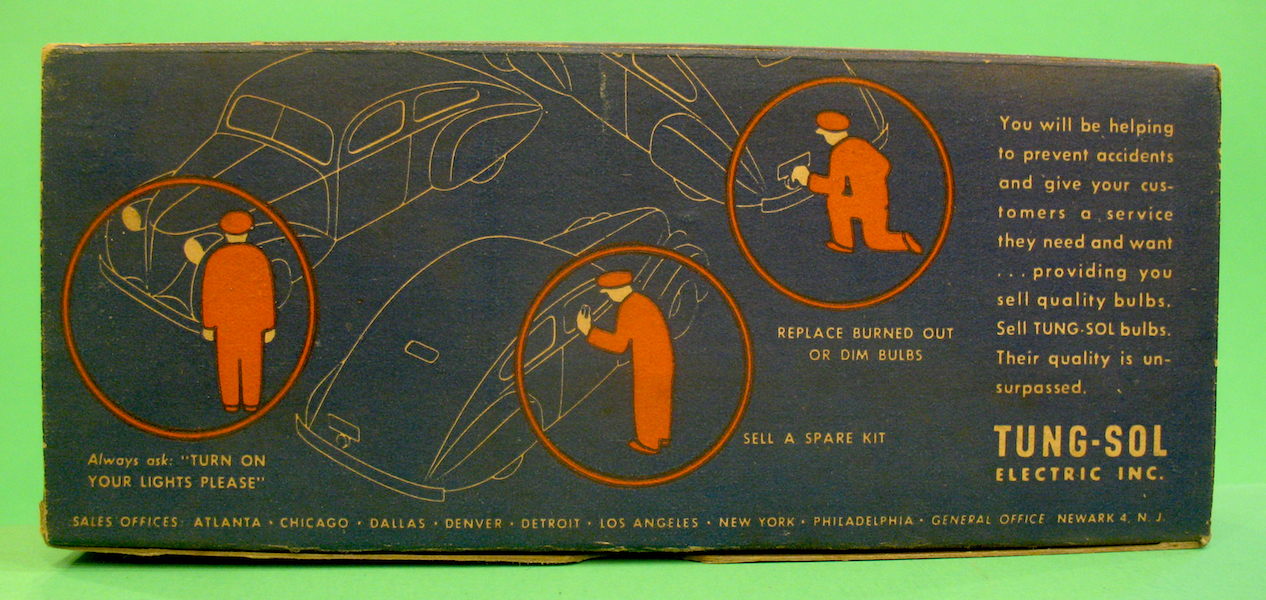 You will be helping
to prevent accidents
and give your cus-
tomers a service
they need and want
... providing you
sell quality bulbs.
Sell TUNG-SOL bulbs.
Their quality is un-
surpassed.
TUNG-SOL
ELECTRIC INC.
REPLACE BURNED OUT
OR DIM BULBS
SELL A SPARE KIT
Always ask: "TURN ON
YOUR LIGHTS PLEASE"
SALES OFFICES: ATLANTA • CHICAGO • DALLAS • DENVER • DETROIT • LOS ANGELES • NEW YORK • PHILADELPHIA • GENERAL OFFICE: NEWARK 4, N. J.